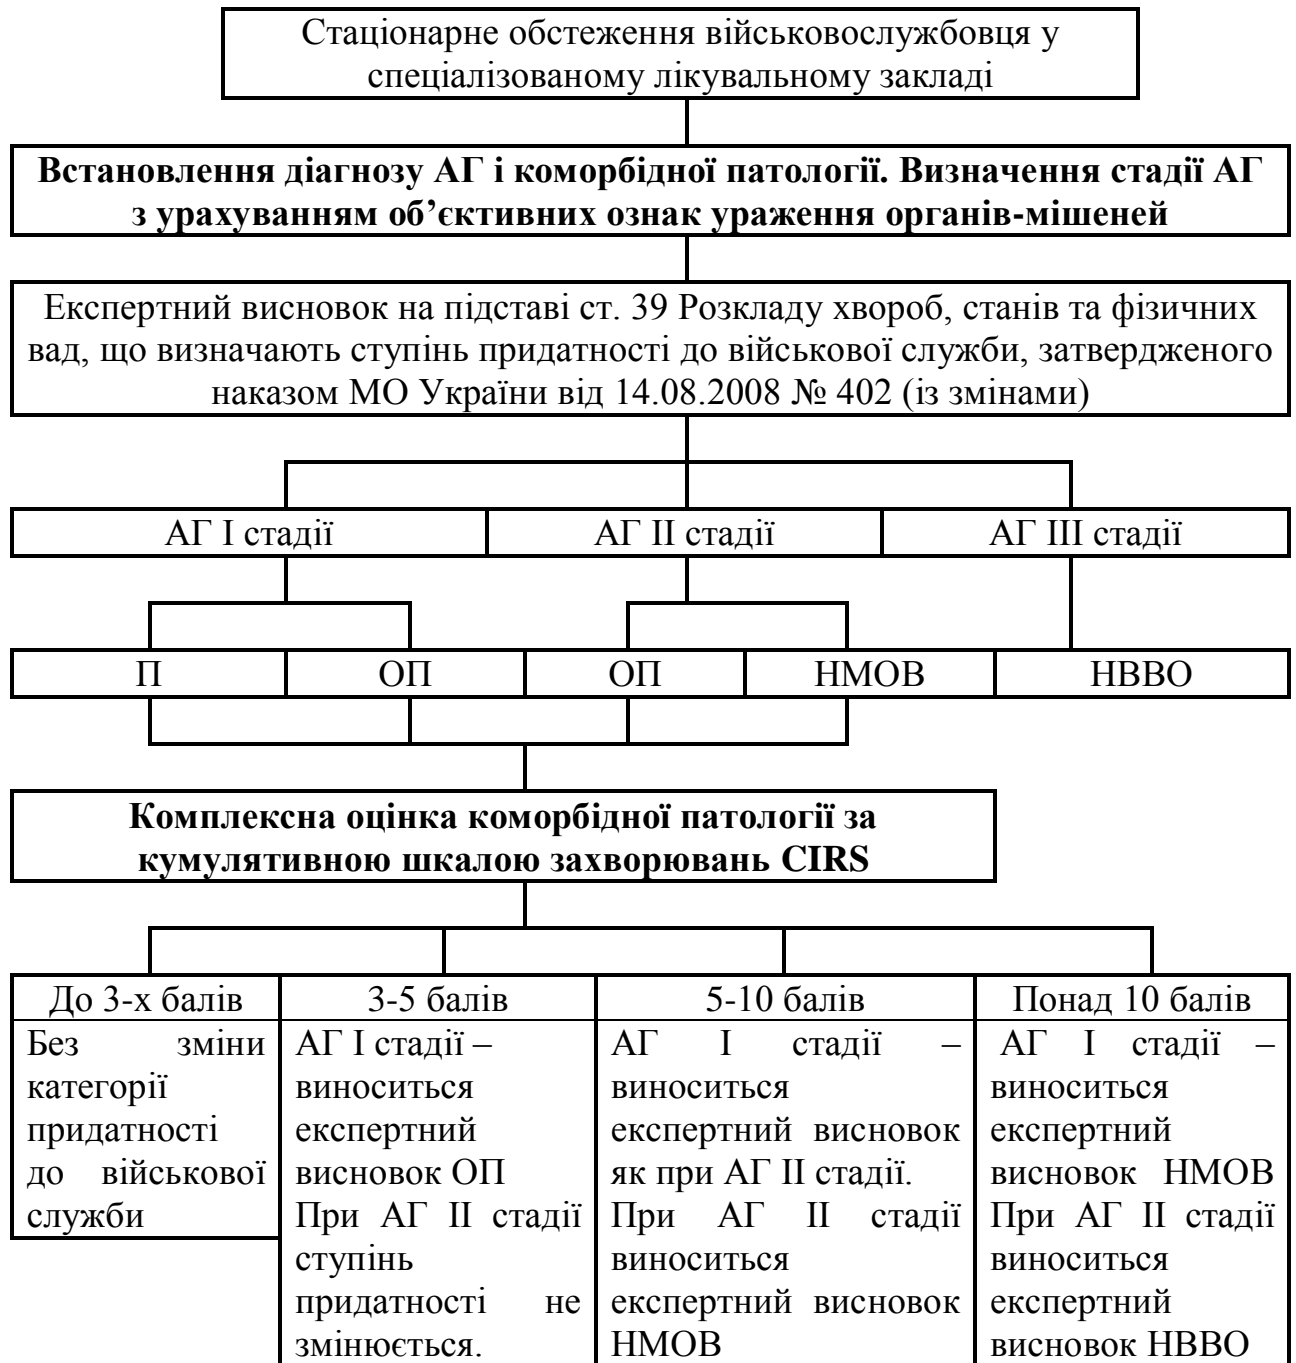 Стаціонарне обстеження військовослужбовця у
спеціалізованому лікувальному закладі
Встановлення діагнозу АГ і коморбідної патології. Визначення стадії АГ
з урахуванням об’єктивних ознак ураження органів-мішеней
Експертний висновок на підставі ст. 39 Розкладу хвороб, станів та фізичних
вад, що визначають ступінь придатності до військової служби, затвердженого
наказом МО України від 14.08.2008 № 402 (із змінами)
АГ І стадії
АГ ІІ стадії
АГ ІІІ стадії
П
ОП
ОП
НМОВ
НВВО
Комплексна оцінка коморбідної патології за
кумулятивною шкалою захворювань CIRS
До 3-х балів
Без зміни
категорії
придатності
до військової
служби
3-5 балів
АГ І стадії –
виноситься
експертний
висновок ОП
При АГ ІІ стадії
ступінь
придатності не
змінюється.
5-10 балів
АГ І стадії –
виноситься
експертний висновок
як при АГ ІІ стадії.
При АГ ІІ стадії
виноситься
експертний висновок
НМОВ
Понад 10 балів
АГ І стадії –
виноситься
експертний
висновок НМОВ
При АГ ІІ стадії
виноситься
експертний
висновок НВВО